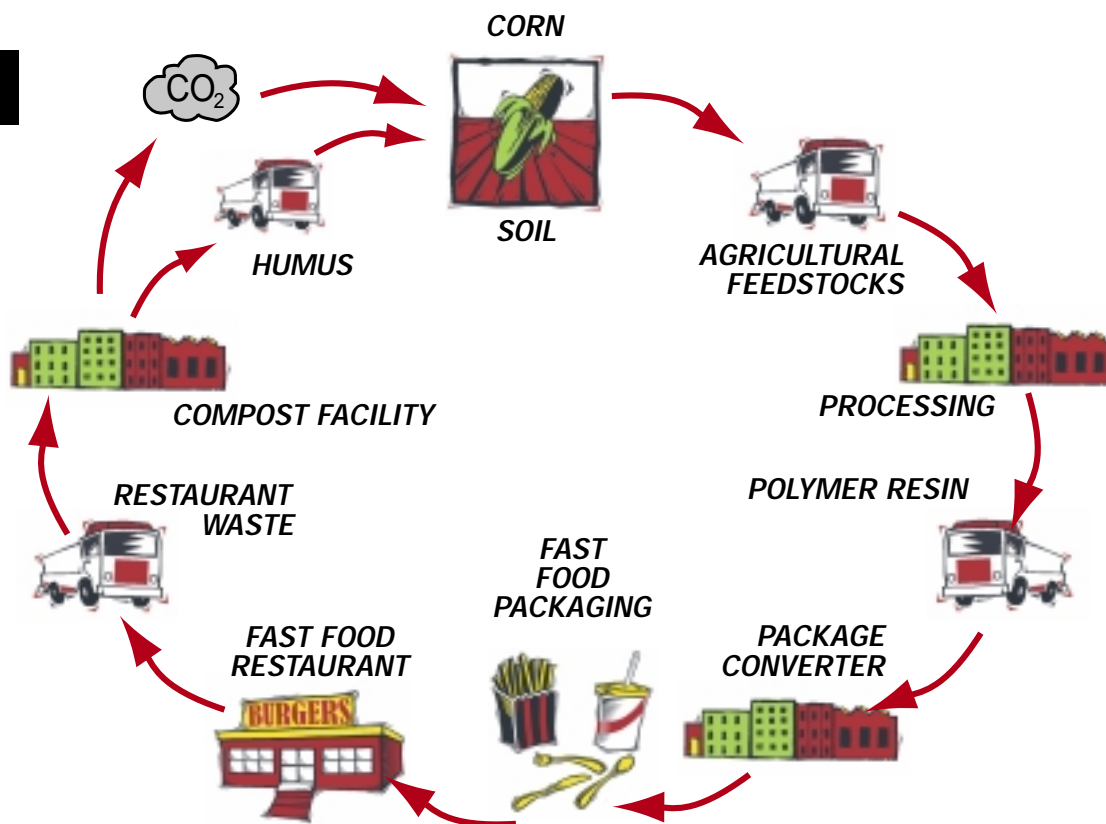 CORN
CO₂
SOIL
HUMUS
AGRICULTURAL
FEEDSTOCKS
COMPOST FACILITY
PROCESSING
RESTAURANT
WASTE
POLYMER RESIN
FAST
FOOD
PACKAGING
FAST FOOD
RESTAURANT
PACKAGE
CONVERTER
BURGERS